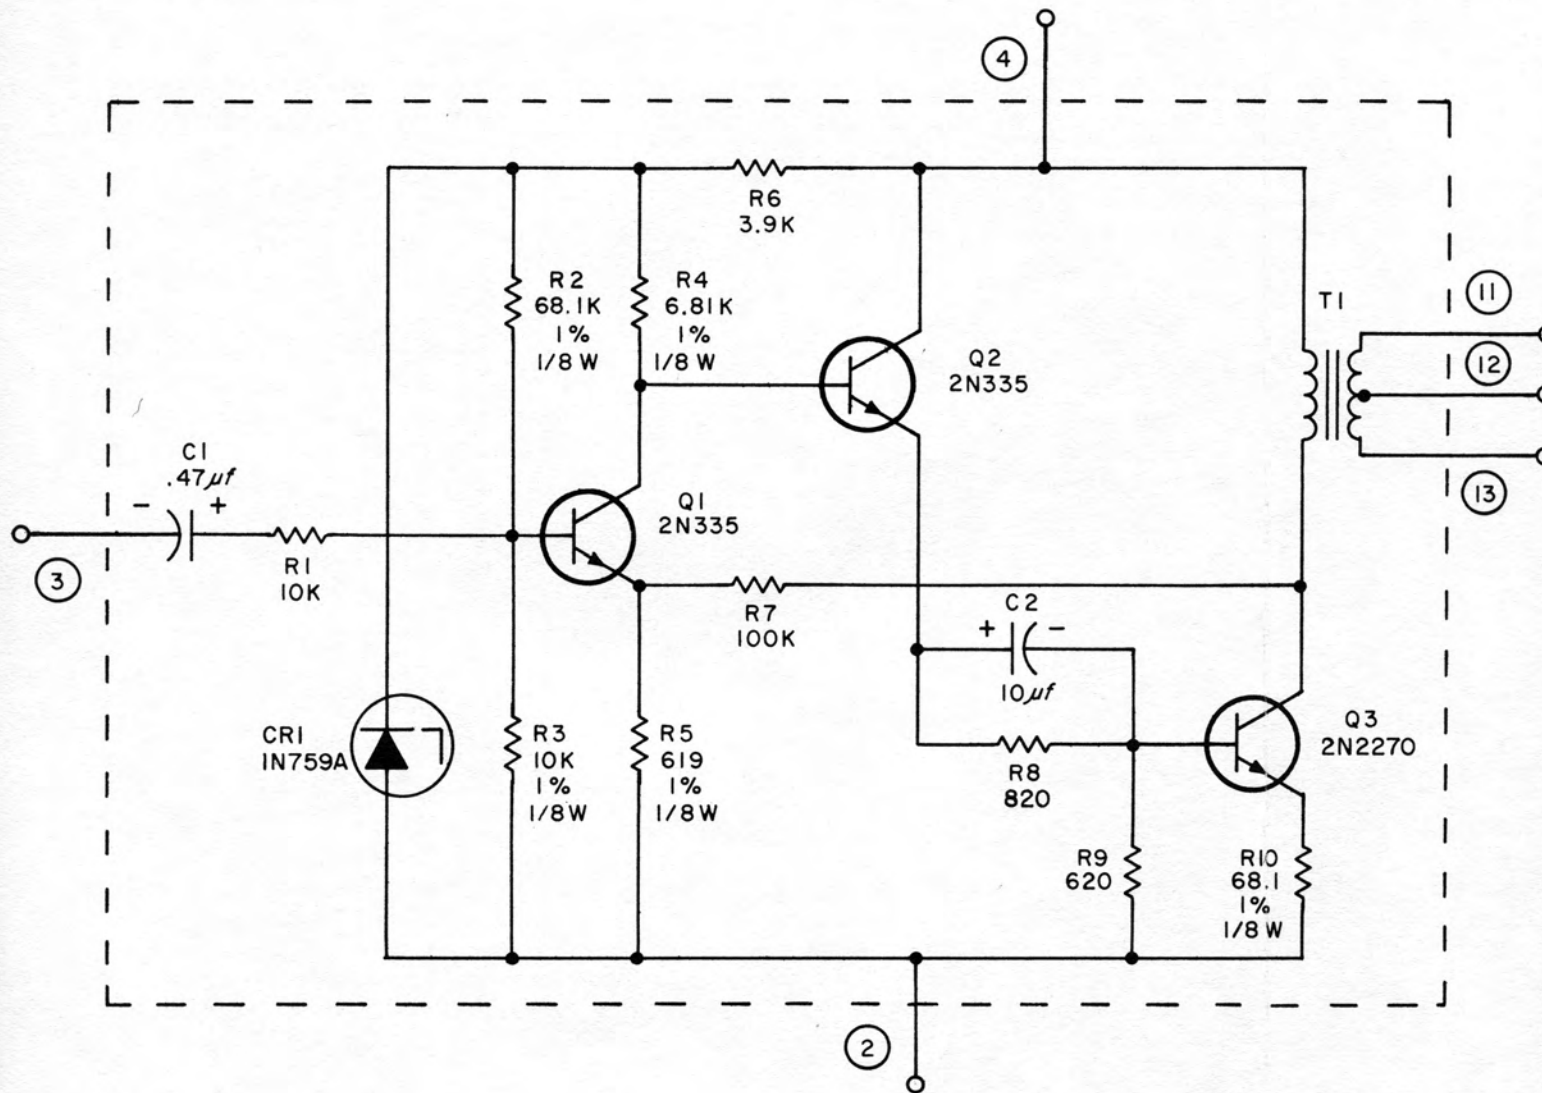 4
R6
3.9K
R2
68.1K
1%
1/8 W
R4
6.81K
1%
1/8 W
T1
11
12
13
Q2
2N335
C1
.47µf
- +
Q1
2N335
3
R1
10K
R7
100K
C2
+ -
10µf
CR1
1N759A
R3
10K
1%
1/8W
R5
619
1%
1/8W
Q3
2N2270
R8
820
R9
620
R10
68.1
1%
1/8 W
2